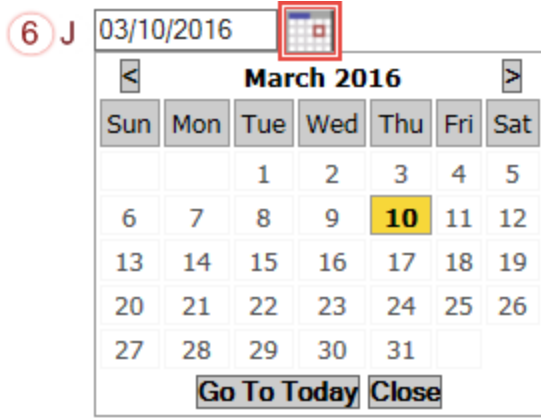 6 J 03/10/2016
< March 2016 >
Sun Mon Tue Wed Thu Fri Sat
1 2 3 4 5
6 7 8 9 10 11 12
13 14 15 16 17 18 19
20 21 22 23 24 25 26
27 28 29 30 31
Go To Today Close